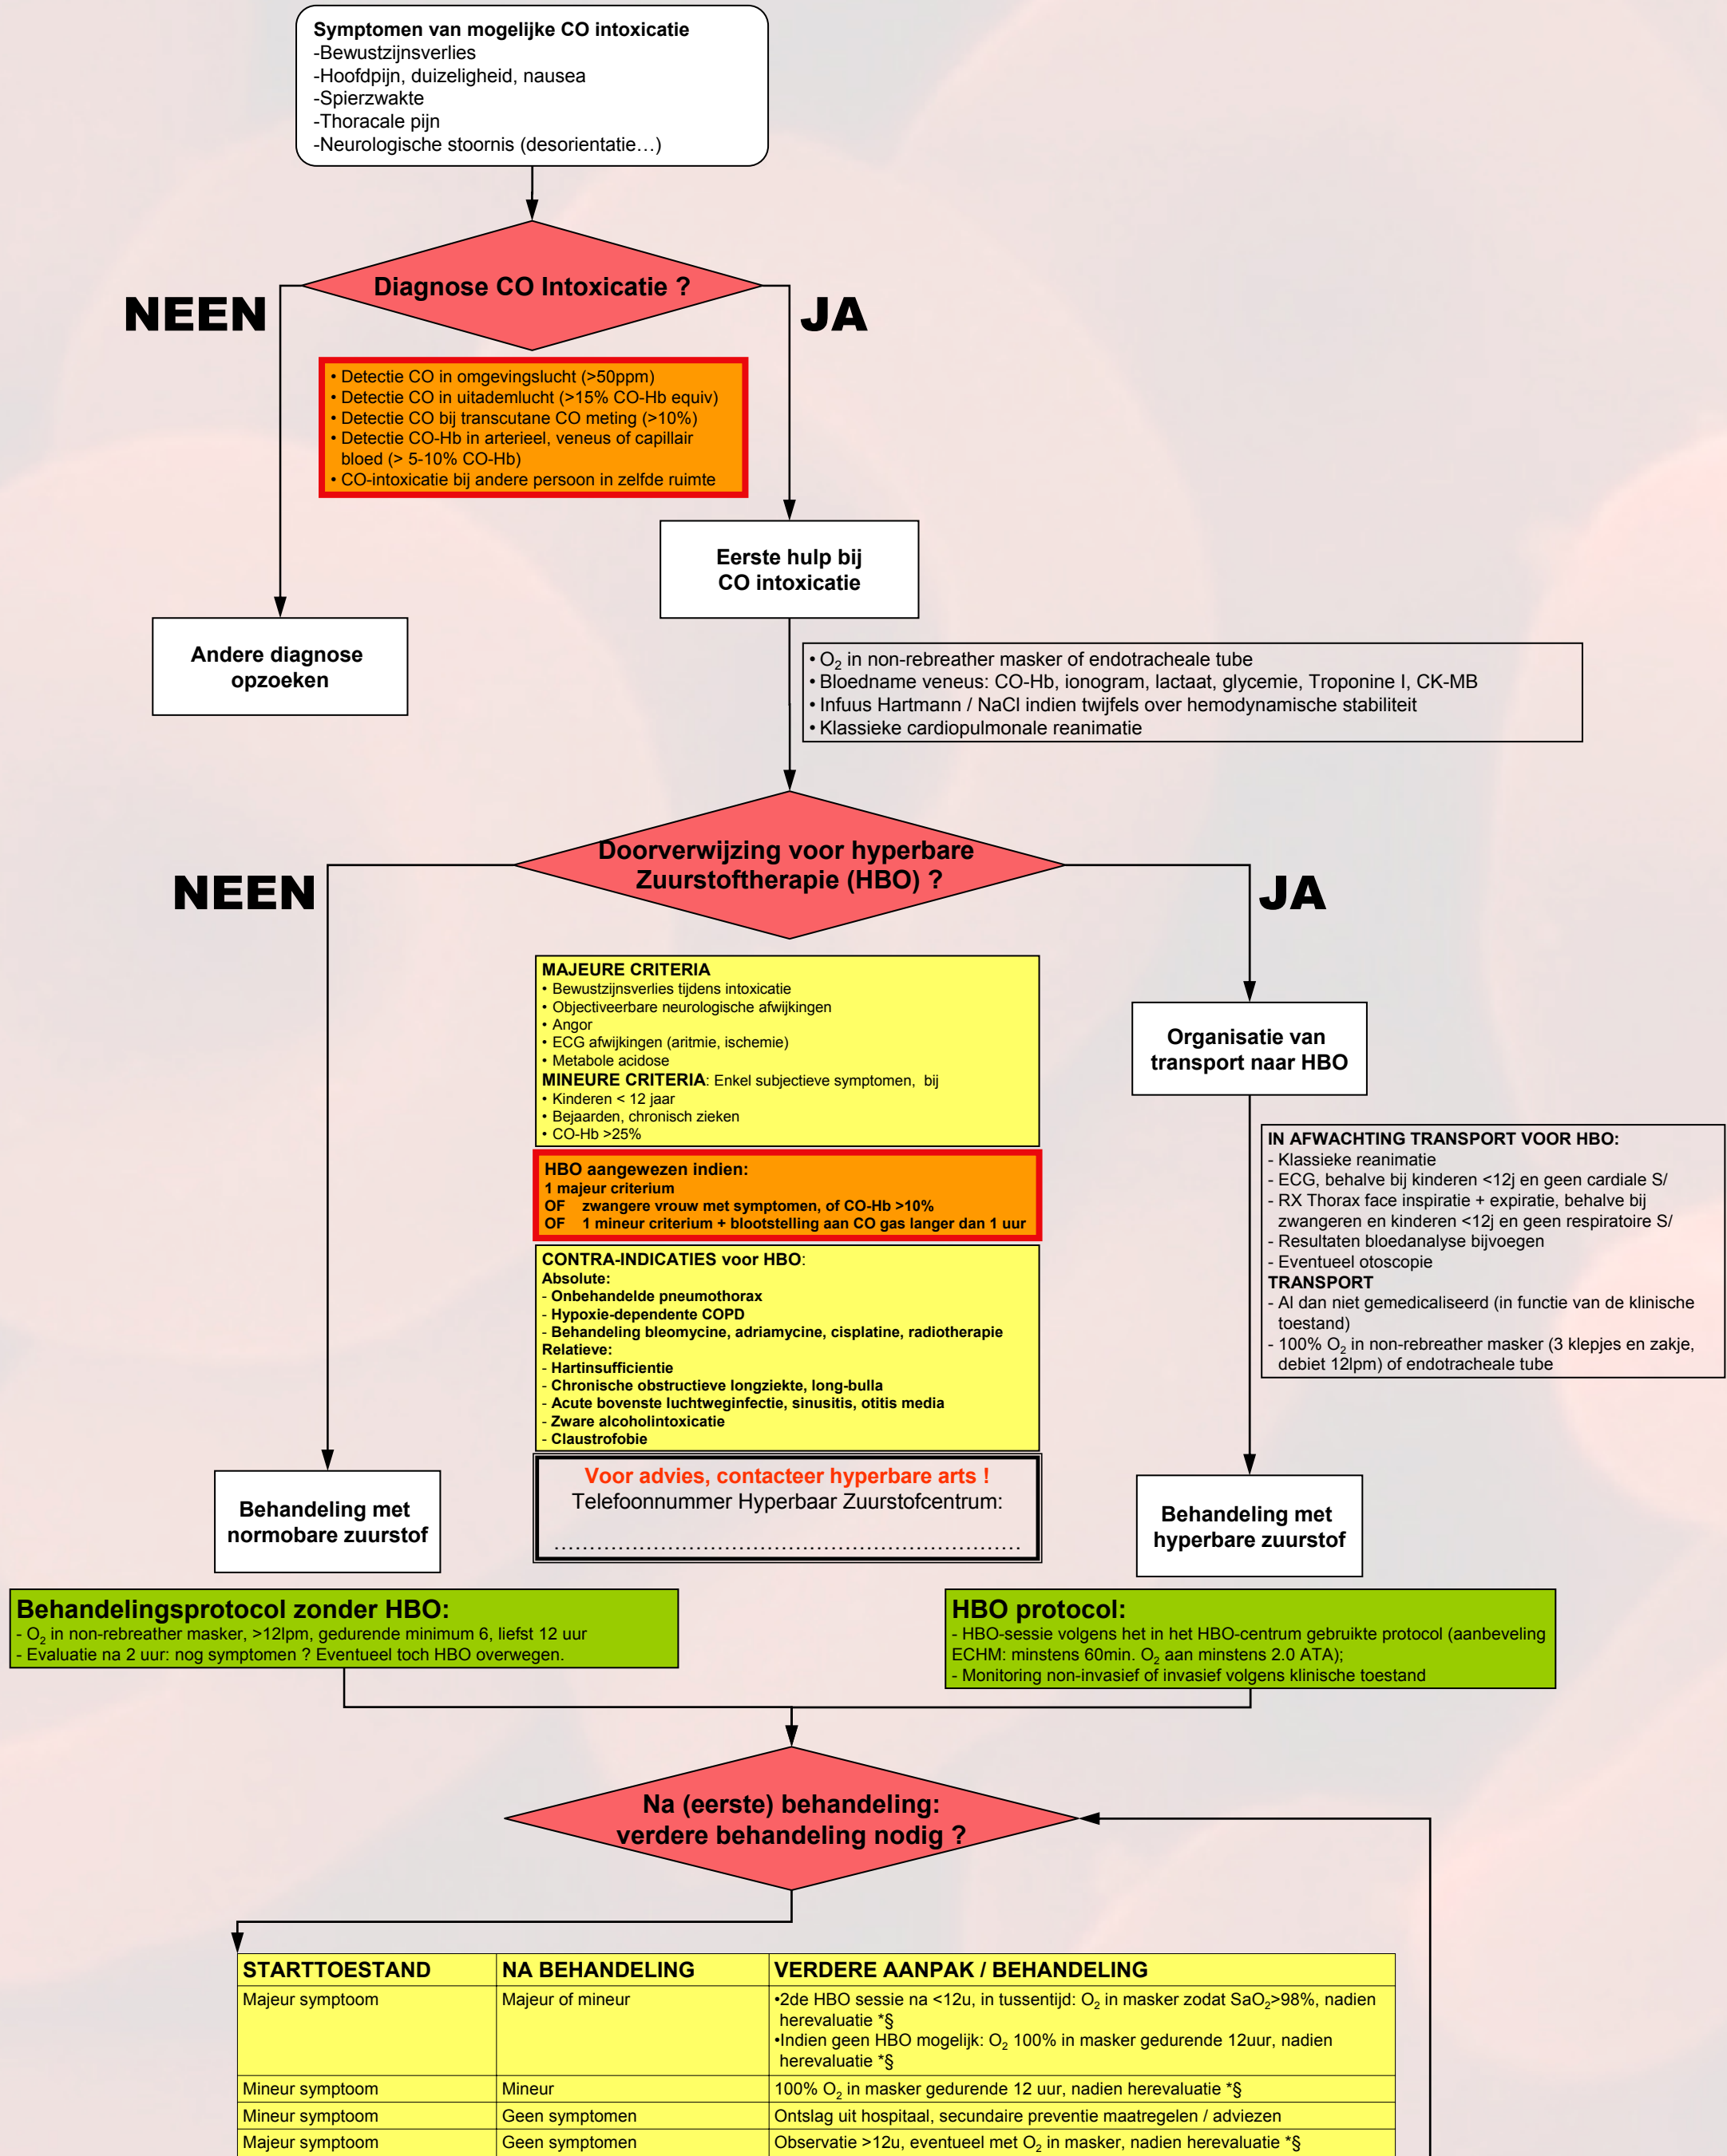 Symptomen van mogelijke CO intoxicatie
-Bewustzijnsverlies
-Hoofdpijn, duizeligheid, nausea
-Spierzwakte
-Thoracale pijn
-Neurologische stoornis (desorientatie…)
Diagnose CO Intoxicatie ?
NEEN
JA
• Detectie CO in omgevingslucht (>50ppm)
• Detectie CO in uitademlucht (>15% CO-Hb equiv)
• Detectie CO bij transcutane CO meting (>10%)
• Detectie CO-Hb in arterieel, veneus of capillair
bloed (> 5-10% CO-Hb)
• CO-intoxicatie bij andere persoon in zelfde ruimte
Eerste hulp bij
CO intoxicatie
Andere diagnose
opzoeken
• O₂ in non-rebreather masker of endotracheale tube
• Bloedname veneus: CO-Hb, ionogram, lactaat, glycemie, Troponine I, CK-MB
• Infuus Hartmann / NaCl indien twijfels over hemodynamische stabiliteit
• Klassieke cardiopulmonale reanimatie
Doorverwijzing voor hyperbare
Zuurstoftherapie (HBO) ?
NEEN
JA
MAJEURE CRITERIA
• Bewustzijnsverlies tijdens intoxicatie
• Objectiveerbare neurologische afwijkingen
• Angor
• ECG afwijkingen (aritmie, ischemie)
• Metabole acidose
MINEURE CRITERIA: Enkel subjectieve symptomen, bij
• Kinderen < 12 jaar
• Bejaarden, chronisch zieken
• CO-Hb >25%
HBO aangewezen indien:
1 majeur criterium
OF zwangere vrouw met symptomen, of CO-Hb >10%
OF 1 mineur criterium + blootstelling aan CO gas langer dan 1 uur
CONTRA-INDICATIES voor HBO:
Absolute:
- Onbehandelde pneumothorax
- Hypoxie-dependente COPD
- Behandeling bleomycine, adriamycine, cisplatine, radiotherapie
Relatieve:
- Hartinsufficientie
- Chronische obstructieve longziekte, long-bulla
- Acute bovenste luchtweginfectie, sinusitis, otitis media
- Zware alcoholintoxicatie
- Claustrofobie
Voor advies, contacteer hyperbare arts !
Telefoonnummer Hyperbaar Zuurstofcentrum:
………………………………………………………
Organisatie van
transport naar HBO
IN AFWACHTING TRANSPORT VOOR HBO:
- Klassieke reanimatie
- ECG, behalve bij kinderen <12j en geen cardiale S/
- RX Thorax face inspiratie + expiratie, behalve bij
zwangeren en kinderen <12j en geen respiratoire S/
- Resultaten bloedanalyse bijvoegen
- Eventueel otoscopie
TRANSPORT
- Al dan niet gemedicaliseerd (in functie van de klinische
toestand)
- 100% O₂ in non-rebreather masker (3 klepjes en zakje,
debiet 12lpm) of endotracheale tube
Behandeling met
normobare zuurstof
Behandeling met
hyperbare zuurstof
Behandelingsprotocol zonder HBO:
- O₂ in non-rebreather masker, >12lpm, gedurende minimum 6, liefst 12 uur
- Evaluatie na 2 uur: nog symptomen ? Eventueel toch HBO overwegen.
HBO protocol:
- HBO-sessie volgens het in het HBO-centrum gebruikte protocol (aanbeveling
ECHM: minstens 60min. O₂ aan minstens 2.0 ATA);
- Monitoring non-invasief of invasief volgens klinische toestand
Na (eerste) behandeling:
verdere behandeling nodig ?
STARTTOESTAND NA BEHANDELING VERDERE AANPAK / BEHANDELING
Majeur symptoom Majeur of mineur •2de HBO sessie na <12u, in tussentijd: O₂ in masker zodat SaO₂>98%, nadien
herevaluatie *§
•Indien geen HBO mogelijk: O₂ 100% in masker gedurende 12uur, nadien
herevaluatie *§
Mineur symptoom Mineur 100% O₂ in masker gedurende 12 uur, nadien herevaluatie *§
Mineur symptoom Geen symptomen Ontslag uit hospitaal, secundaire preventie maatregelen / adviezen
Majeur symptoom Geen symptomen Observatie >12u, eventueel met O₂ in masker, nadien herevaluatie *§